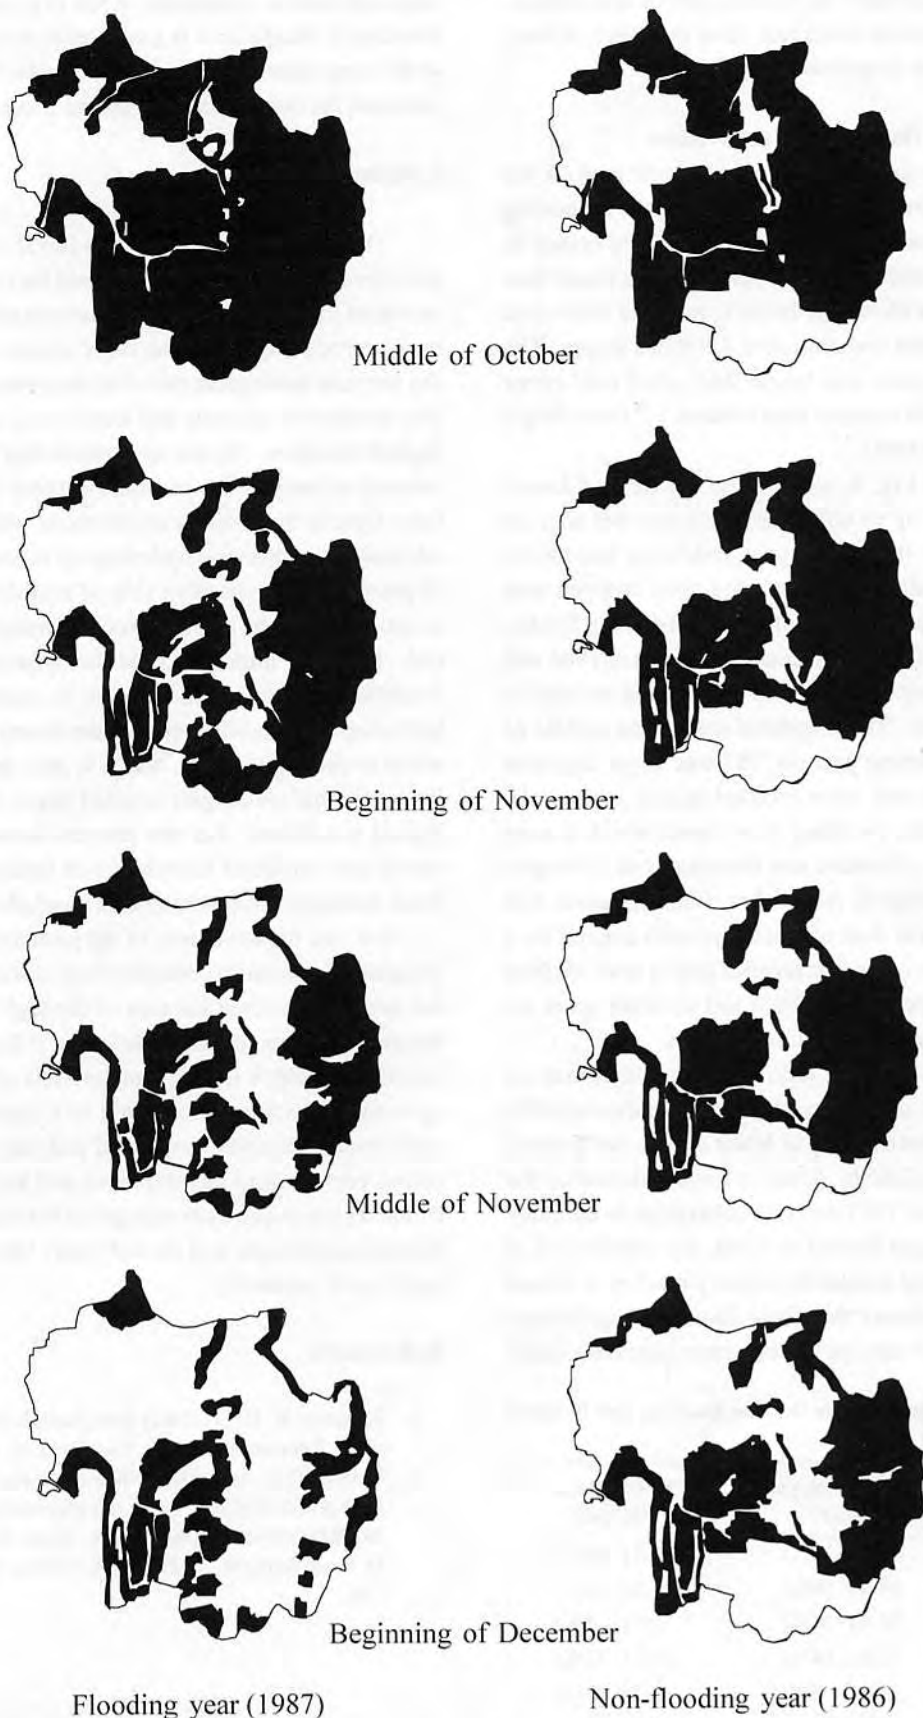 Middle of October
Beginning of November
Middle of November
Beginning of December
Flooding year (1987)
Non-flooding year (1986)